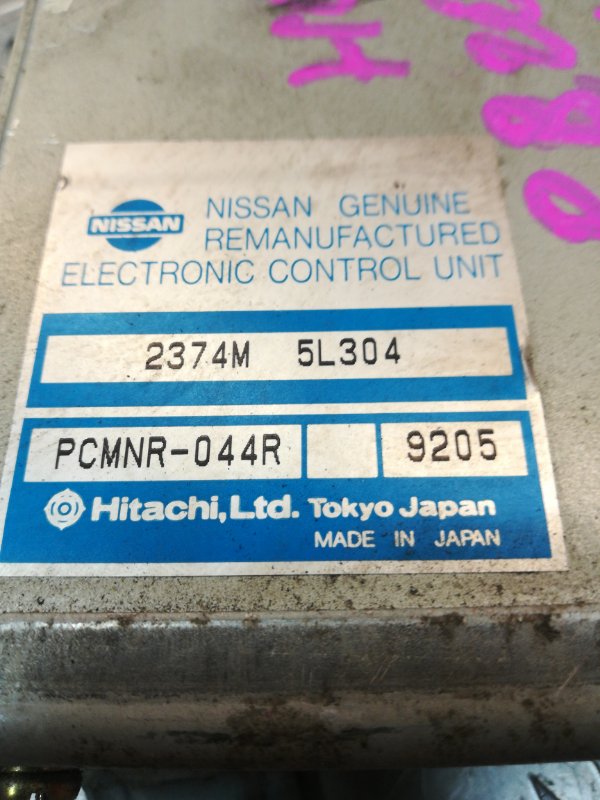 NISSAN
NISSAN GENUINE
REMANUFACTURED
ELECTRONIC CONTROL UNIT
2374M 5L304
PCMNR-044R 9205
Hitachi, Ltd. Tokyo Japan
MADE IN JAPAN